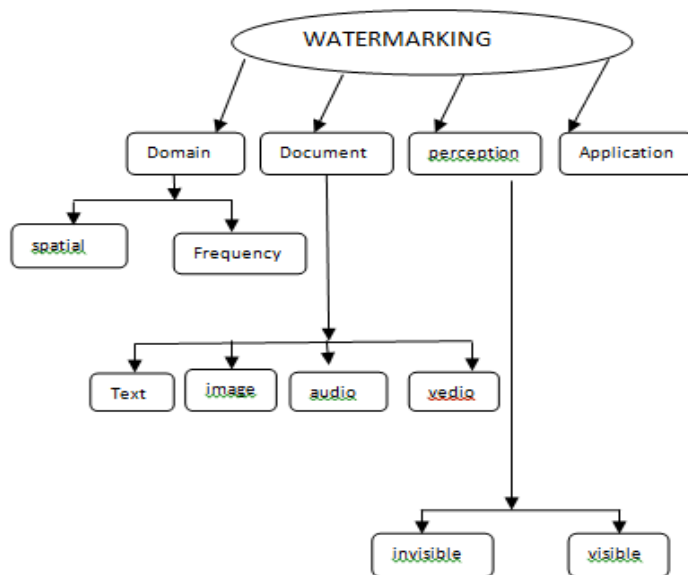 WATERMARKING
Domain
Document
perception
Application
spatial
Frequency
Text
image
audio
vedio
invisible
visible